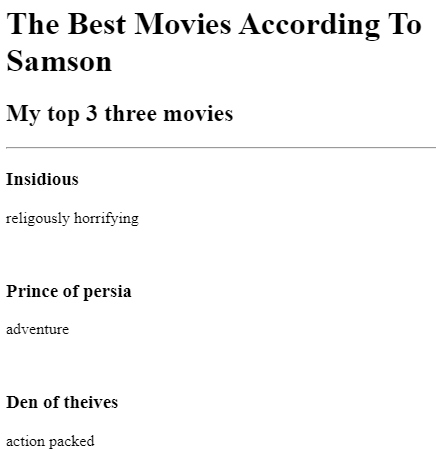 The Best Movies According To
Samson
My top 3 three movies
Insidious
religously horrifying
Prince of persia
adventure
Den of theives
action packed